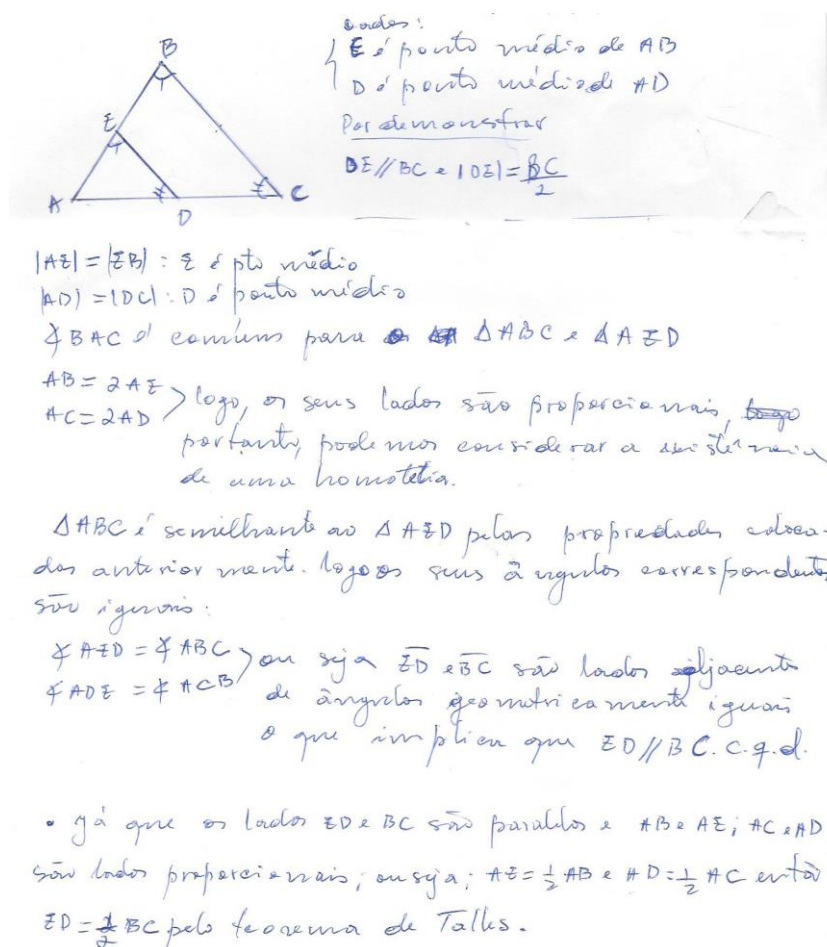 Dados:
E é ponto médio de AB
D é ponto médio de AD
Por demonstrar
DE // BC e |DE| = BC/2
B
E
A
D
C
|AE| = |EB| : E é pto médio
|AD| = |DC| : D é ponto médio
∢BAC é comum para Δ ABC e Δ AED
AB = 2AE
AC = 2AD
logo, os seus lados são proporcionais,
portanto, podemos considerar a existência
de uma homotetia.
ΔABC é semelhante ao Δ AED pelas propriedades coloca-
das anteriormente. logo os seus ângulos correspondentes
são iguais:
∢AED = ∢ABC
∢ADE = ∢ACB
ou seja ED e BC são lados adjacente
de ângulos geometricamente iguais
o que implica que ED // BC. c.q.d.
• Já que os lados ED e BC são paralelos e AB e AE; AC e AD
são lados proporcionais; ou seja; AE = 1/2 AB e AD = 1/2 AC então
ED = 1/2 BC pelo teorema de Talles.